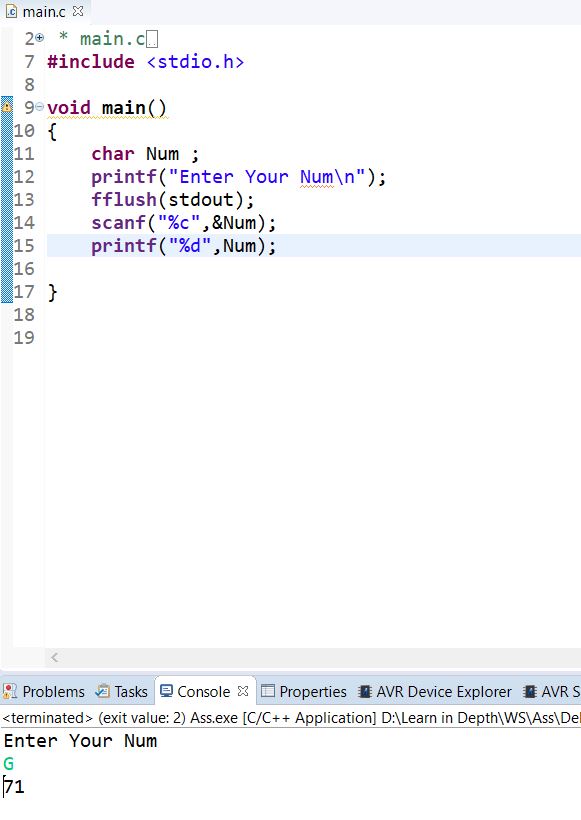 main.c
2 * main.c
7 #include <stdio.h>
8
9 void main()
10 {
11 char Num ;
12 printf("Enter Your Num\n");
13 fflush(stdout);
14 scanf("%c",&Num);
15 printf("%d",Num);
16
17 }
18
19
Problems Tasks Console Properties AVR Device Explorer AVR S
<terminated> (exit value: 2) Ass.exe [C/C++ Application] D:\Learn in Depth\WS\Ass\De
Enter Your Num
G
71